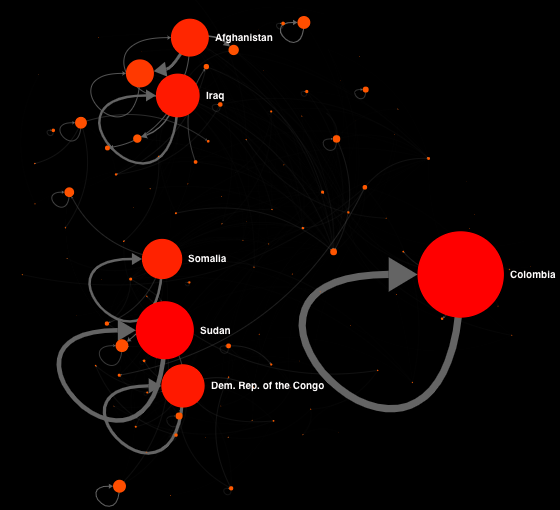 Afghanistan
Iraq
Somalia
Colombia
Sudan
Dem. Rep. of the Congo